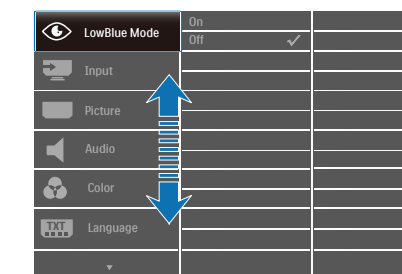 LowBlue Mode
On
Off
Input
Picture
Audio
Color
TXT
Language